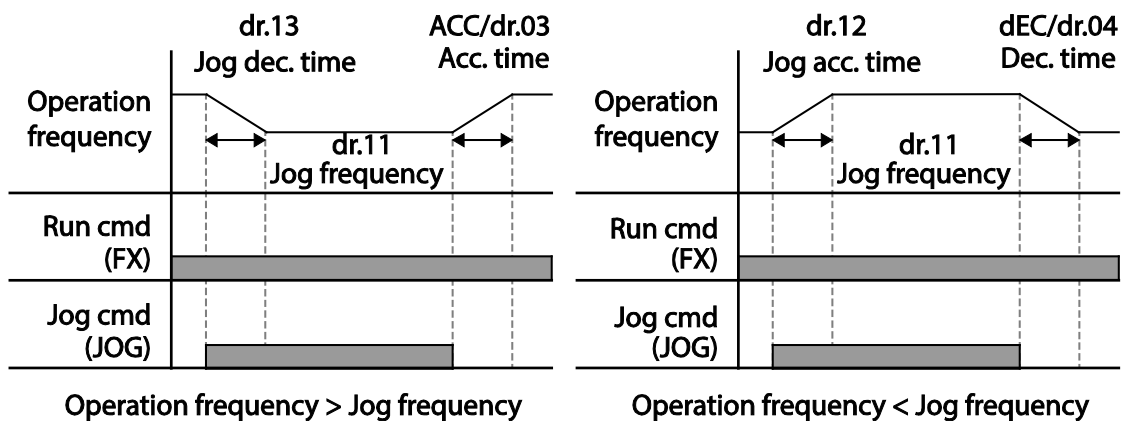 dr.13
Jog dec. time
ACC/dr.03
Acc. time
Operation
frequency
dr.11
Jog frequency
Run cmd
(FX)
Jog cmd
(JOG)
Operation frequency > Jog frequency
dr.12
Jog acc. time
dEC/dr.04
Dec. time
Operation
frequency
dr.11
Jog frequency
Run cmd
(FX)
Jog cmd
(JOG)
Operation frequency < Jog frequency